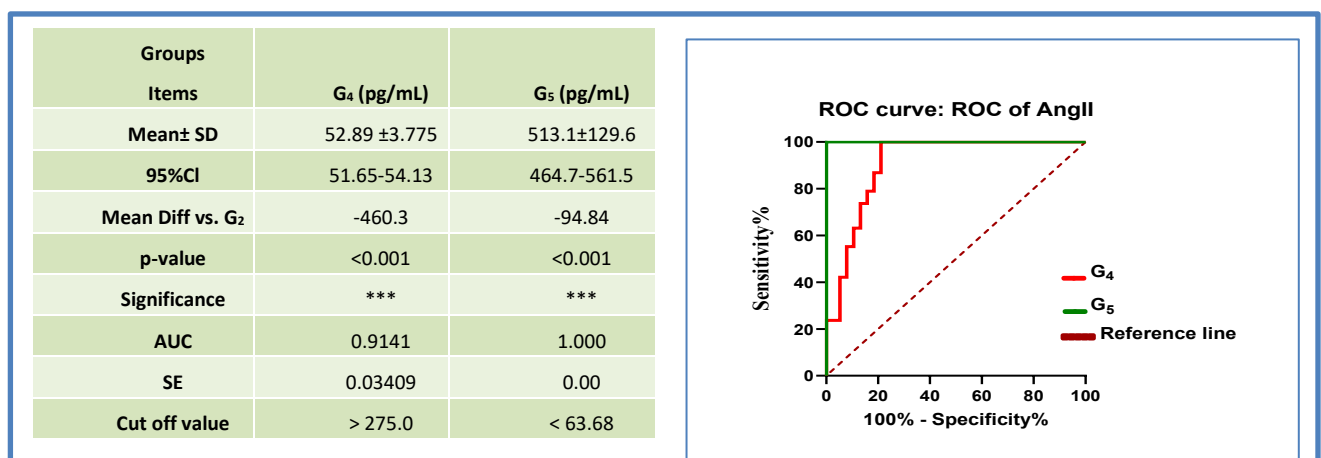 Groups
Items G₄ (pg/mL) G₅ (pg/mL)
Mean± SD 52.89 ±3.775 513.1±129.6
95%Cl 51.65-54.13 464.7-561.5
Mean Diff vs. G₂ -460.3 -94.84
p-value <0.001 <0.001
Significance *** ***
AUC 0.9141 1.000
SE 0.03409 0.00
Cut off value > 275.0 < 63.68
ROC curve: ROC of AngII
100
80
60
40
20
0
Sensitivity%
0 20 40 60 80 100
100% - Specificity%
G₄
G₅
Reference line